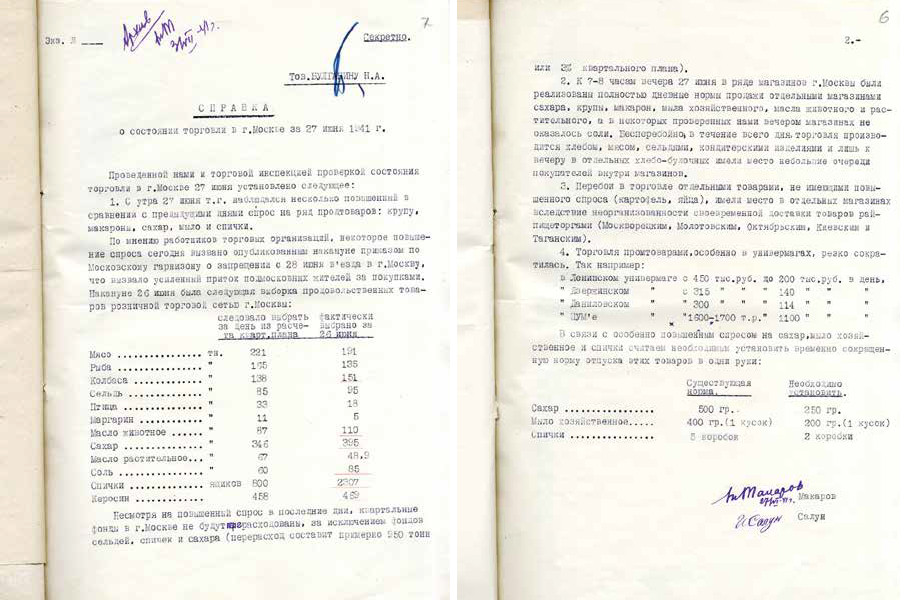 7
Экз. №
Архив
31/VII-41г.
Секретно.
Тов.БУЛГАНИНУ Н.А.
СПРАВКА
о состоянии торговли в г.Москве за 27 июня 1941 г.
Проведенной нами и торговой инспекцией проверкой состояния
торговли в г.Москве 27 июня установлено следующее:
1. С утра 27 июня т.г. наблюдался несколько повышенный в
сравнении с предыдущими днями спрос на ряд продтоваров: крупу,
макароны, сахар, мыло и спички.
По мнению работников торговых организаций, некоторое повыше-
ние спроса сегодня вызвано опубликованным накануне приказом по
Московскому гарнизону о запрещении с 28 июня в'езда в г.Москву,
что вызвало усиленный приток подмосковных жителей за покупками.
Накануне 26 июня была следующая выборка продовольственных това-
ров розничной торговой сетью г.Москвы:
следовало выбрать фактически
за день из расче- выбрано за
та кварт.плана 26 июня
Мясо ............... тн. 221 191
Рыба ............... " 165 135
Колбаса ............ " 138 151
Сельдь ............. " 85 95
Птица .............. " 33 18
Маргарин ........... " 11 5
Масло животное ...... " 87 110
Сахар .............. " 346 395
Масло растительное... " 67 48,9
Соль ............... " 60 85
Спички ............. ящиков 800 2307
Керосин ............ 458 469
Несмотря на повышенный спрос в последние дни, квартальные
фонды в г.Москве не будут перерасходованы, за исключением фондов
сельдей, спичек и сахара (перерасход составит примерно 950 тонн
6
2.-
или 3% квартального плана).
2. К 7-8 часам вечера 27 июня в ряде магазинов г.Москвы были
реализованы полностью дневные нормы продажи отдельными магазинами
сахара, крупы, макарон, мыла хозяйственного, масла животного и рас-
тительного, а в некоторых проверенных нами вечером магазинах не
оказалось соли. Бесперебойно, в течение всего дня, торговля произво-
дится хлебом, мясом, сельдями, кондитерскими изделиями и лишь к
вечеру в отдельных хлебо-булочных имели место небольшие очереди
покупателей внутри магазинов.
3. Перебои в торговле отдельными товарами, не имеющими повы-
шенного спроса (картофель, яйца), имели место в отдельных магазинах
вследствие неорганизованности своевременной доставки товаров рай-
пищеторгами (Москворецким, Молотовским, Октябрьским, Киевским и
Таганским).
4. Торговля промтоварами, особенно в универмагах, резко сокра-
тилась. Так например:
в Ленинском универмаге с 450 тыс.руб. до 200 тыс.руб. в день,
" Дзержинском " с 315 " " " 140 " " "
" Даниловском " " 300 " " " 114 " " "
" ЦУМ'е " "1600-1700 т.р." 1100 " " "
В связи с особенно повышенным спросом на сахар, мыло хозяй-
ственное и спички считаем необходимым установить временно сокращен-
ную норму отпуска этих товаров в одни руки:
Существующая Необходимо
норма. установить.
Сахар .................. 500 гр.. 250 гр.
Мыло хозяйственное..... 400 гр.(1 кусок) 200 гр.(1 кусок)
Спички ................ 5 коробок 2 коробки
Макаров
Макаров
Салун
Салун